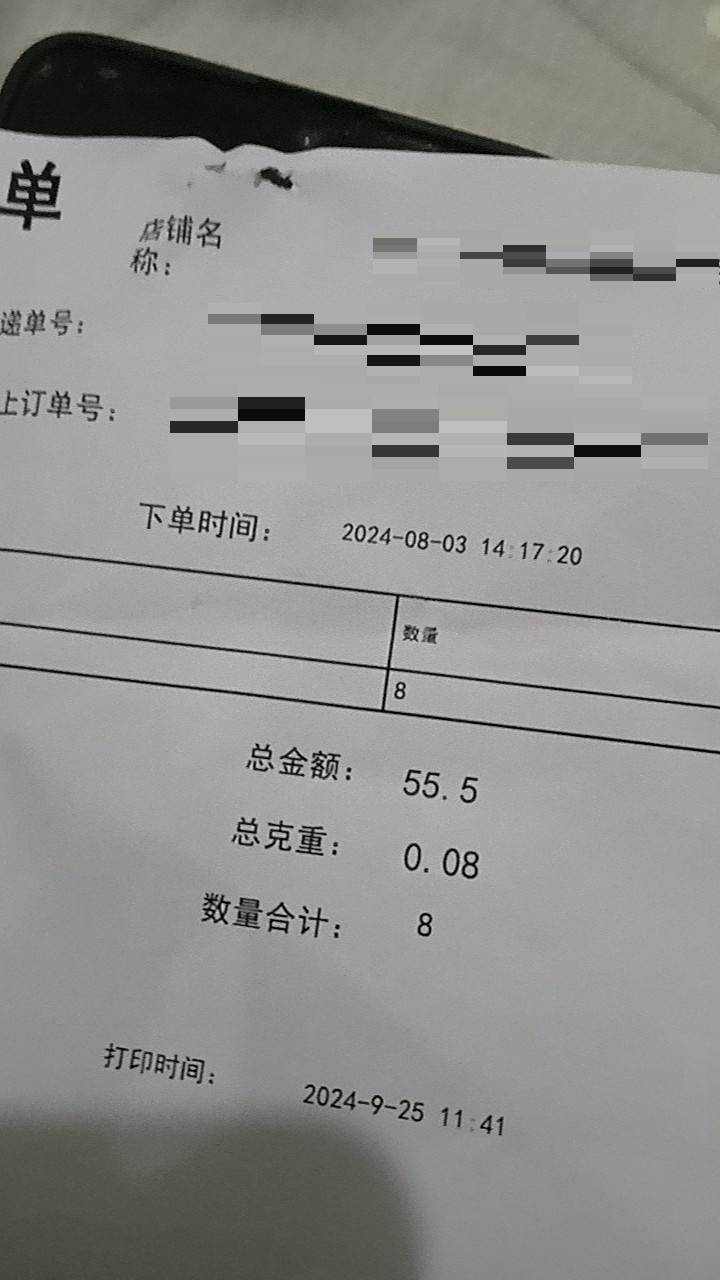 单
店铺名
称：
递单号：
上订单号：
下单时间： 2024-08-03 14:17:20
数量
8
总金额： 55.5
总克重： 0.08
数量合计： 8
打印时间： 2024-9-25 11:41